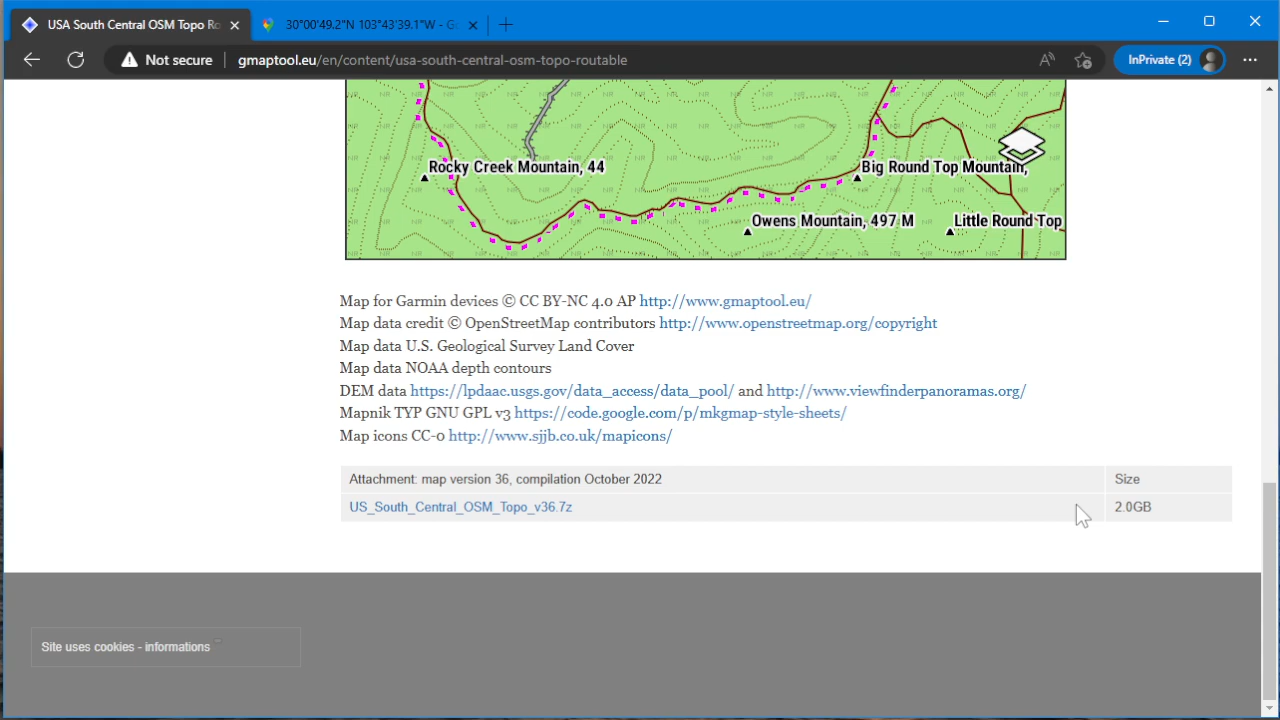 USA South Central OSM Topo Ro
30°00'49.2"N 103°43'39.1"W - G
Not secure
gmaptool.eu/en/content/usa-south-central-osm-topo-routable
InPrivate (2)
Rocky Creek Mountain, 44
Big Round Top Mountain,
Owens Mountain, 497 M
Little Round Top
Map for Garmin devices © CC BY-NC 4.0 AP http://www.gmaptool.eu/
Map data credit © OpenStreetMap contributors http://www.openstreetmap.org/copyright
Map data U.S. Geological Survey Land Cover
Map data NOAA depth contours
DEM data https://lpdaac.usgs.gov/data_access/data_pool/ and http://www.viewfinderpanoramas.org/
Mapnik TYP GNU GPL v3 https://code.google.com/p/mkgmap-style-sheets/
Map icons CC-0 http://www.sjjb.co.uk/mapicons/
Attachment: map version 36, compilation October 2022 Size
US_South_Central_OSM_Topo_v36.7z 2.0GB
Site uses cookies - informations